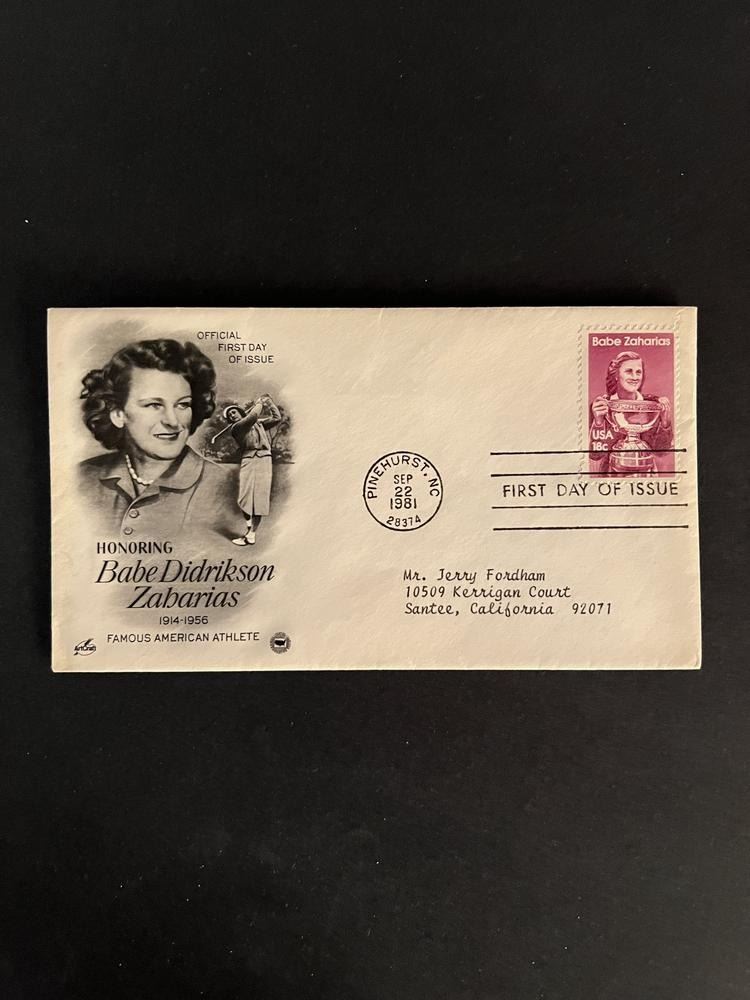 OFFICIAL
FIRST DAY
OF ISSUE
Babe Zaharias
USA
18c
PINEHURST, NC
SEP
22
1981
28374
FIRST DAY OF ISSUE
HONORING
Babe Didrikson
Zaharias
1914-1956
FAMOUS AMERICAN ATHLETE
ArtCraft
Mr. Jerry Fordham
10509 Kerrigan Court
Santee, California 92071